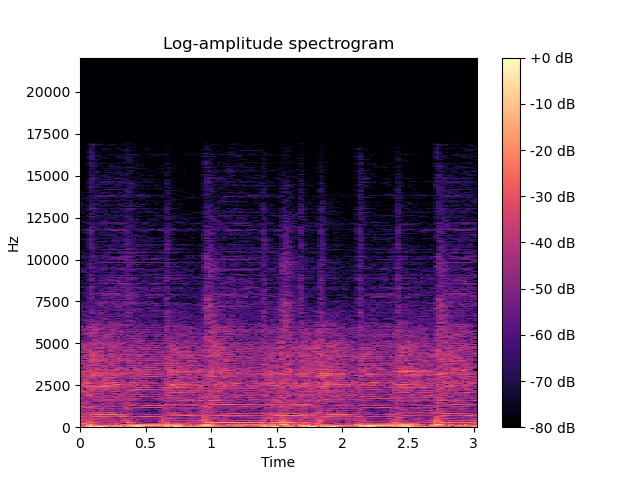 Log-amplitude spectrogram
Hz
20000
17500
15000
12500
10000
7500
5000
2500
0
0 0.5 1 1.5 2 2.5 3
Time
+0 dB
-10 dB
-20 dB
-30 dB
-40 dB
-50 dB
-60 dB
-70 dB
-80 dB